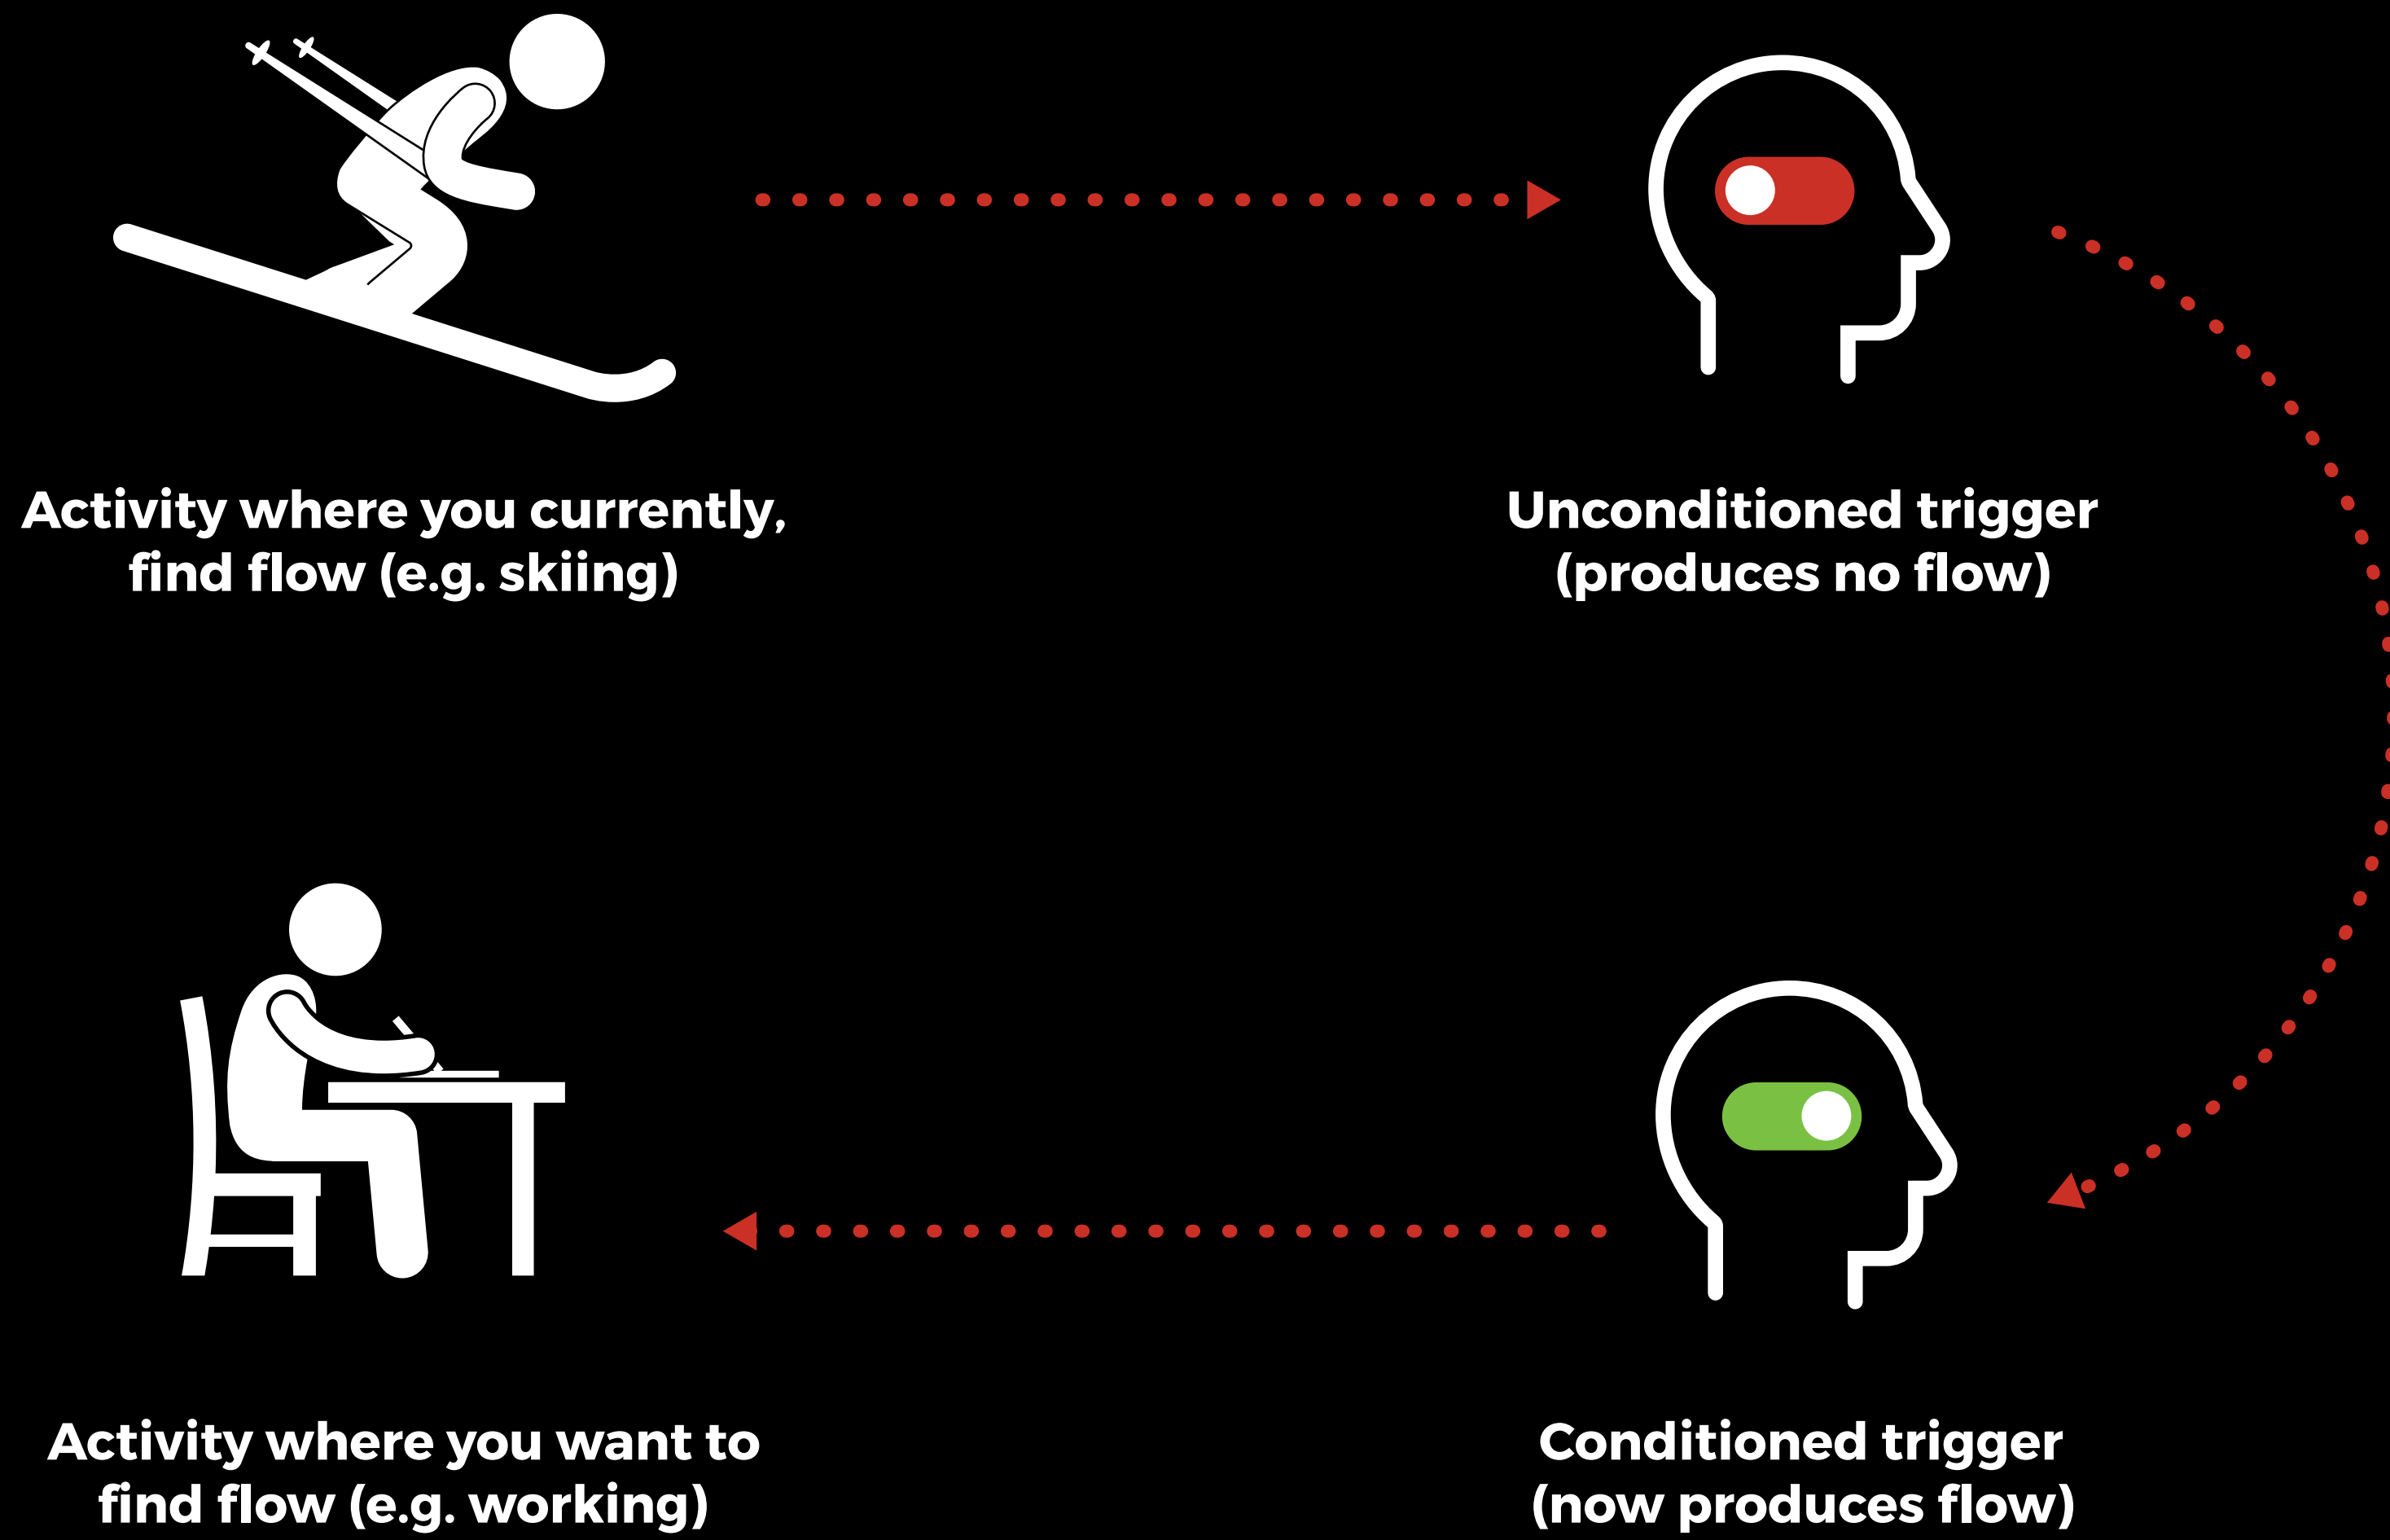 Activity where you currently,
find flow (e.g. skiing)
Unconditioned trigger
(produces no flow)
Activity where you want to
find flow (e.g. working)
Conditioned trigger
(now produces flow)